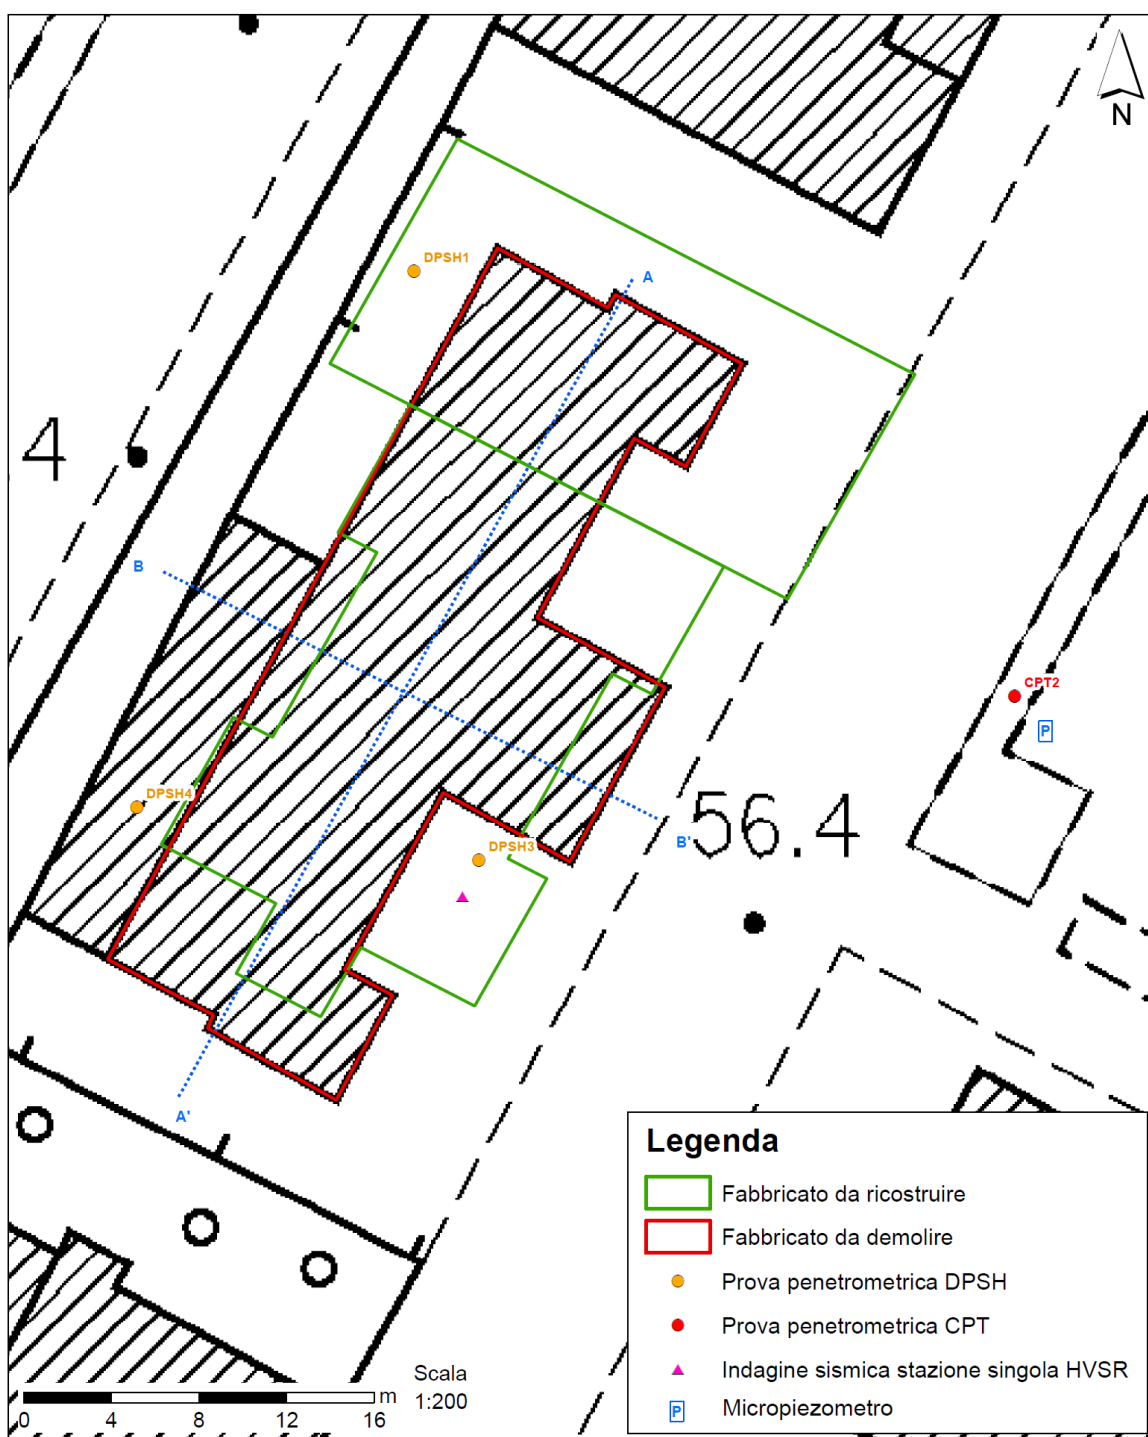 N
DPSH1
A
4
B
CPT2
P
DPSH4
B'
56.4
DPSH3
A'
Legenda
Fabbricato da ricostruire
Fabbricato da demolire
Prova penetrometrica DPSH
Prova penetrometrica CPT
Indagine sismica stazione singola HVSR
P Micropiezometro
Scala
1:200
m
0 4 8 12 16